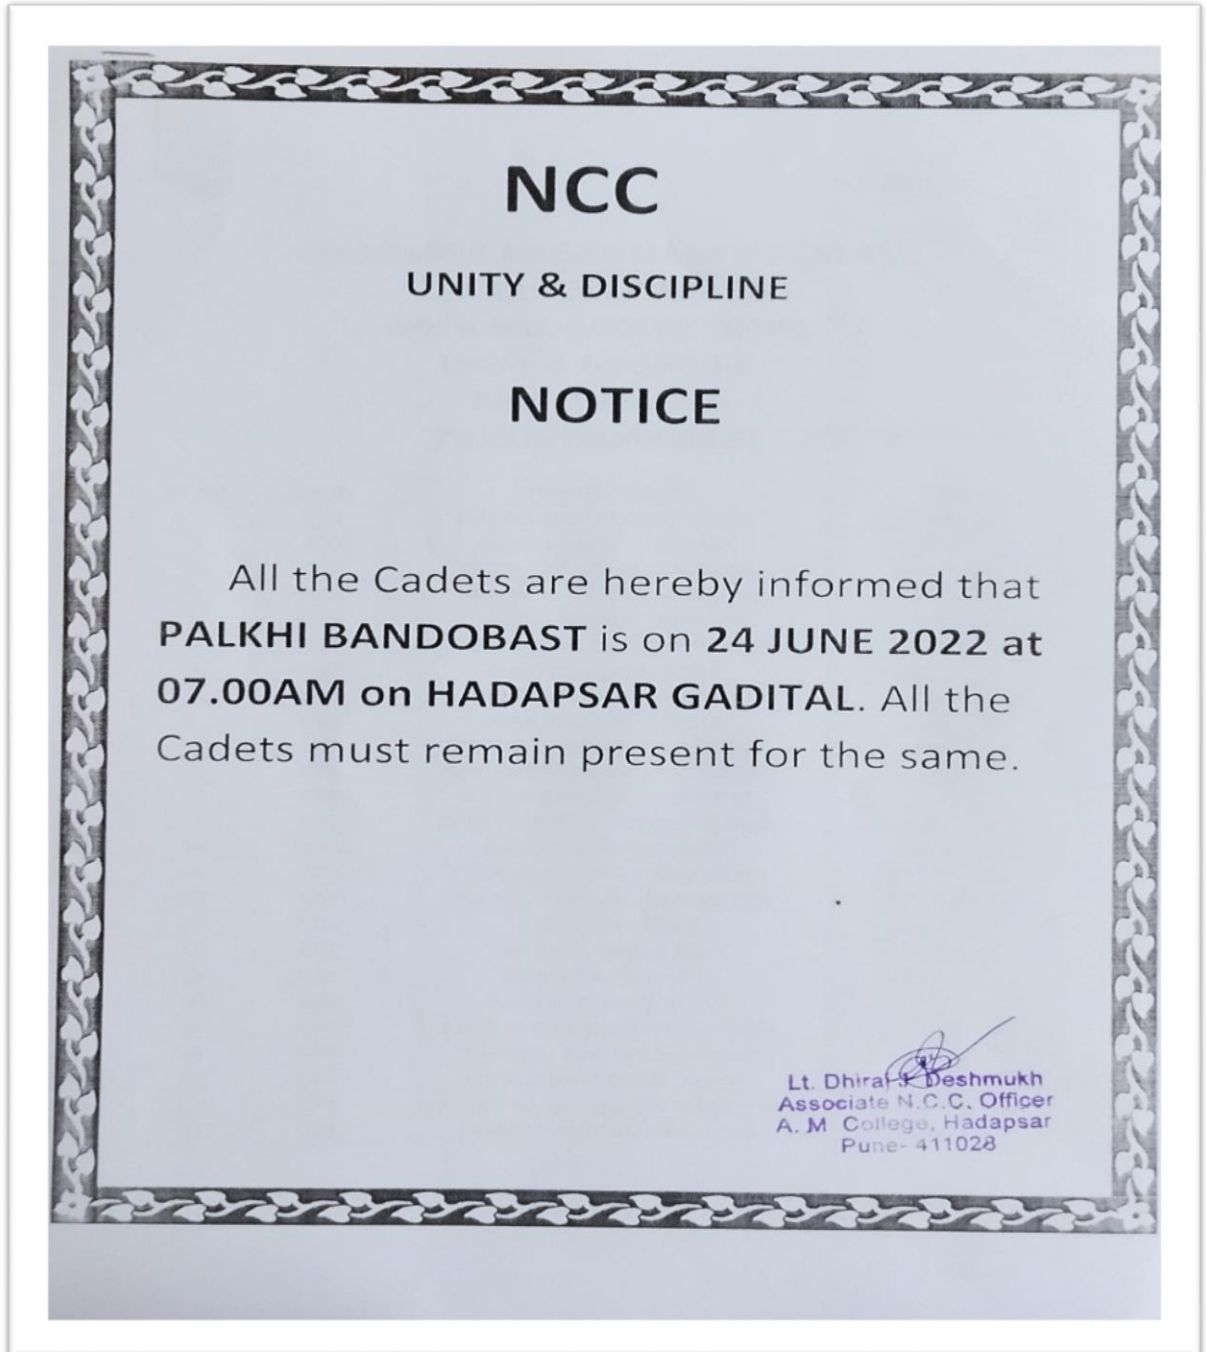 NCC
UNITY & DISCIPLINE
NOTICE
All the Cadets are hereby informed that
PALKHI BANDOBAST is on 24 JUNE 2022 at
07.00AM on HADAPSAR GADITAL. All the
Cadets must remain present for the same.
Lt. Dhiraj Deshmukh
Associate N.C.C. Officer
A. M College, Hadapsar
Pune- 411028